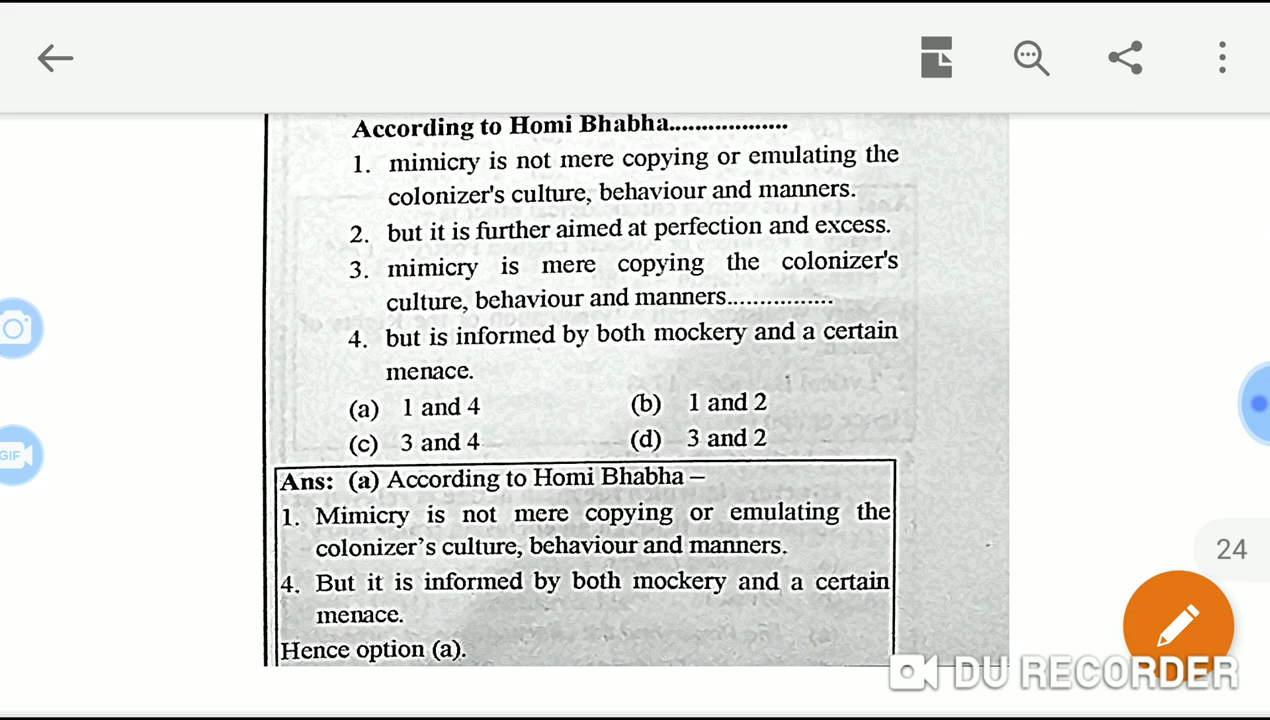 According to Homi Bhabha..................
1. mimicry is not mere copying or emulating the
colonizer's culture, behaviour and manners.
2. but it is further aimed at perfection and excess.
3. mimicry is mere copying the colonizer's
culture, behaviour and manners................
4. but is informed by both mockery and a certain
menace.
(a) 1 and 4 (b) 1 and 2
(c) 3 and 4 (d) 3 and 2
Ans: (a) According to Homi Bhabha –
1. Mimicry is not mere copying or emulating the
colonizer's culture, behaviour and manners.
4. But it is informed by both mockery and a certain
menace.
Hence option (a).
GIF
24
DU RECORDER